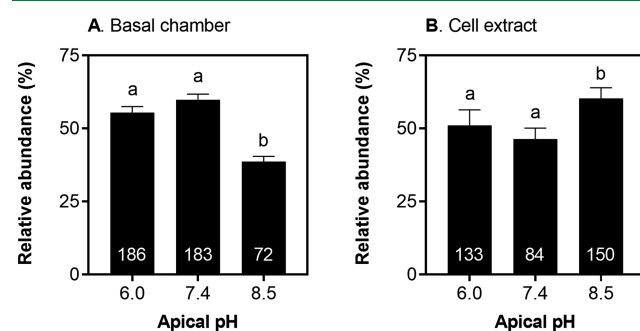 A. Basal chamber
Relative abundance (%)
75
50
25
0
a
a
b
186
183
72
6.0
7.4
8.5
Apical pH
B. Cell extract
Relative abundance (%)
75
50
25
0
a
a
b
133
84
150
6.0
7.4
8.5
Apical pH